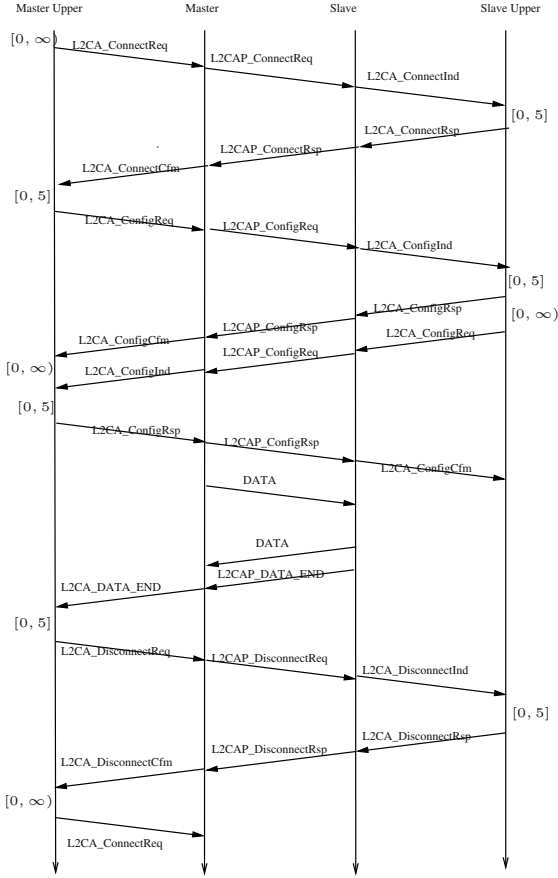 Master Upper Master Slave Slave Upper
[0, ∞)
L2CA_ConnectReq
L2CAP_ConnectReq
L2CA_ConnectInd
[0, 5]
L2CA_ConnectRsp
L2CAP_ConnectRsp
L2CA_ConnectCfm
[0, 5]
L2CA_ConfigReq
L2CAP_ConfigReq
L2CA_ConfigInd
[0, 5]
L2CA_ConfigRsp
[0, ∞)
L2CAP_ConfigRsp
L2CA_ConfigReq
L2CA_ConfigCfm
L2CAP_ConfigReq
[0, ∞)
L2CA_ConfigInd
[0, 5]
L2CA_ConfigRsp
L2CAP_ConfigRsp
L2CA_ConfigCfm
DATA
DATA
L2CAP_DATA_END
L2CA_DATA_END
[0, 5]
L2CA_DisconnectReq
L2CAP_DisconnectReq
L2CA_DisconnectInd
[0, 5]
L2CA_DisconnectRsp
L2CAP_DisconnectRsp
L2CA_DisconnectCfm
[0, ∞)
L2CA_ConnectReq